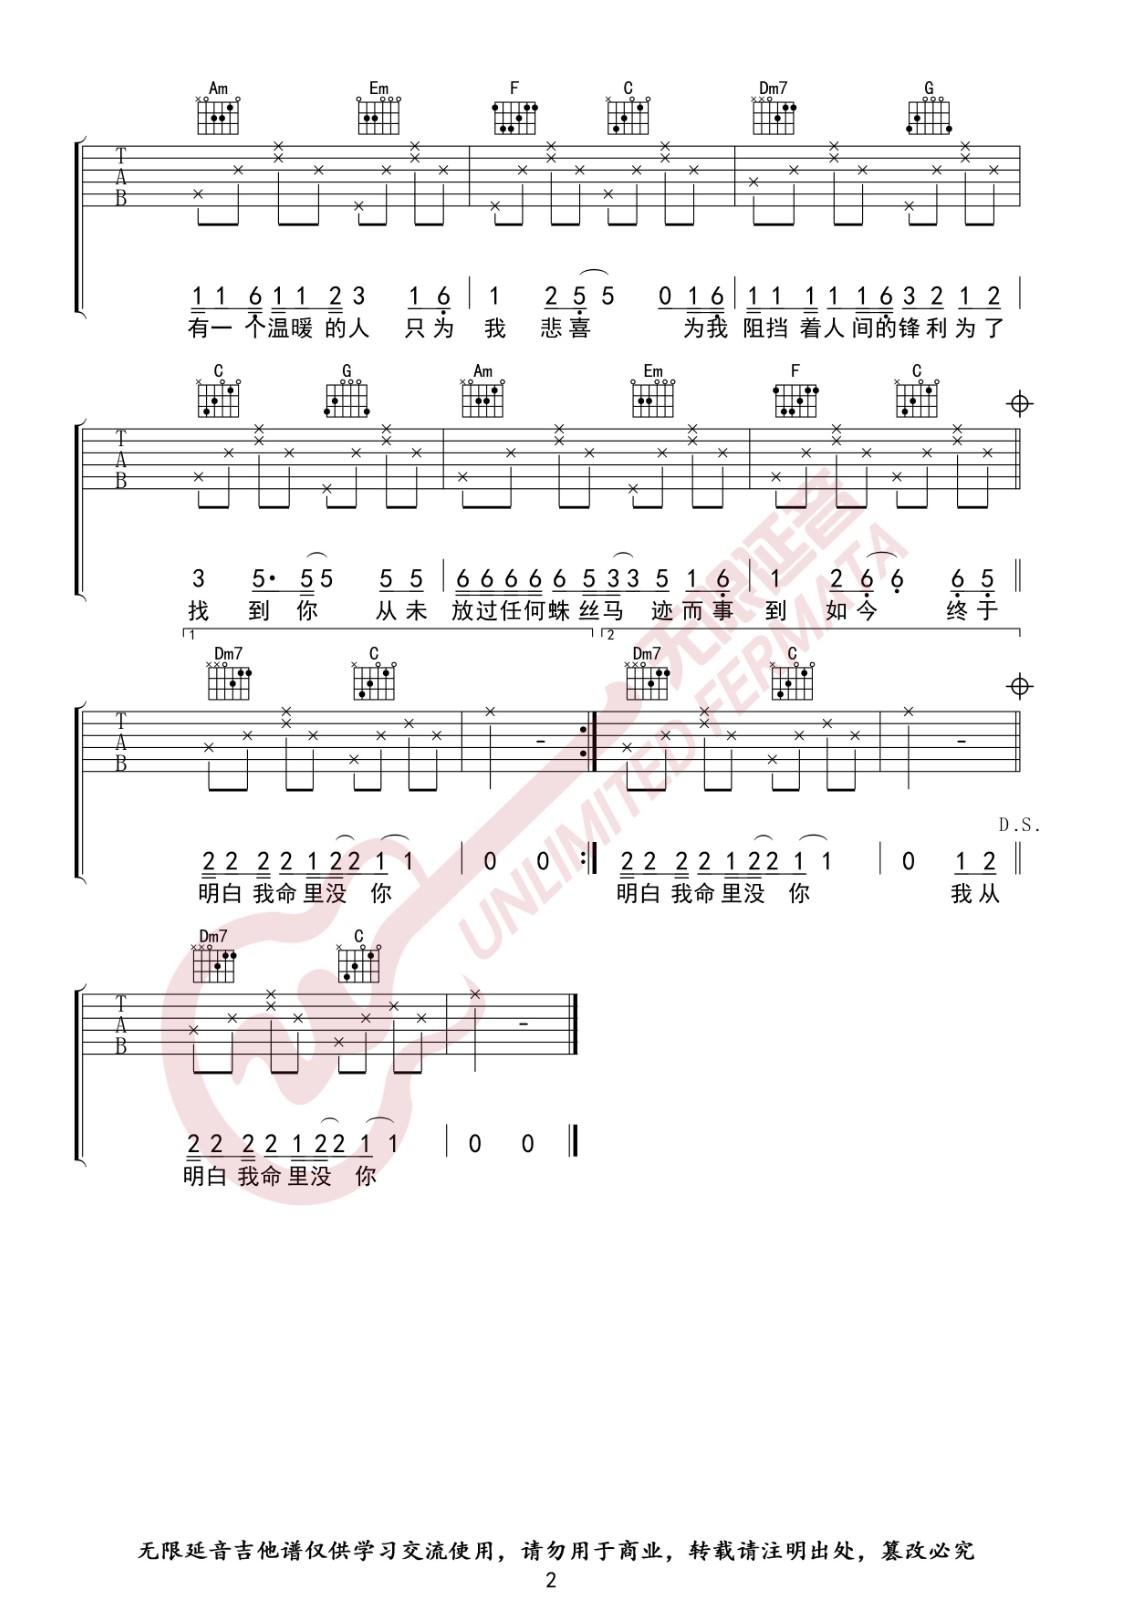 Am Em F C Dm7 G
T A B
1 1 6 1 1 2 3 1 6 1 2 5 5 0 1 6 1 1 1 1 1 6 3 2 1 2
有一个温暖的人 只为 我 悲喜 为我 阻挡着人间的锋利为了
C G Am Em F C
T A B
3 5· 5 5 5 5 6 6 6 6 6 5 3 3 5 1 6 1 2 6 6 6 5
找 到 你 从未 放过任何蛛丝马 迹而事 到 如今 终于
1 2
Dm7 C Dm7 C
T A B
D.S.
2 2 2 2 1 2 2 1 1 0 0 2 2 2 2 1 2 2 1 1 0 1 2
明白我命里没 你 明白我命里没 你 我从
Dm7 C
T A B
2 2 2 2 1 2 2 1 1 0 0
明白我命里没 你
无限延音
UNLIMITED FERMATA
无限延音吉他谱仅供学习交流使用，请勿用于商业，转载请注明出处，篡改必究
2